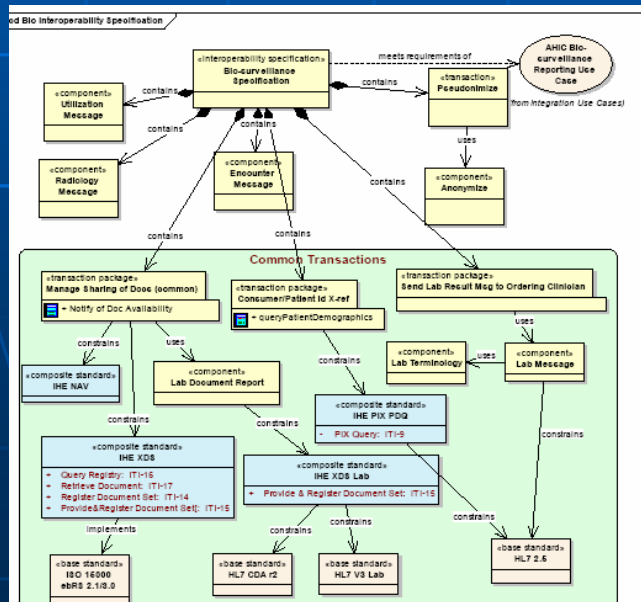 od Bio Interoperability Specification
«interoperability specification»
Bio-surveillance
Specification
meets requirements of
AHIC Bio-
surveillance
Reporting Use
Case
(from Integration Use Cases)
contains
«component»
Utilization
Message
contains
«transaction»
Pseudonimize
contains
«component»
Radiology
Message
contains
«component»
Encounter
Message
contains
uses
«component»
Anonymize
contains
contains
contains
Common Transactions
«transaction package»
Manage Sharing of Docs (common)
+ Notify of Doc Availability
«transaction package»
Consumer/Patient Id X-ref
+ queryPatientDemographics
«transaction package»
Send Lab Result Msg to Ordering Clinician
constrains
uses
uses
«composite standard»
IHE NAV
«component»
Lab Document Report
constrains
«component»
Lab Terminology
uses
«component»
Lab Message
constrains
«composite standard»
IHE PIX PDQ
- PIX Query: ITI-9
constrains
constrains
«composite standard»
IHE XDS
+ Query Registry: ITI-16
+ Retrieve Document: ITI-17
+ Register Document Set: ITI-14
+ Provide&Register Document Set[: ITI-15
«composite standard»
IHE XDS Lab
+ Provide & Register Document Set: ITI-15
implements
constrains
constrains
constrains
«base standard»
ISO 15000
ebRS 2.1/3.0
«base standard»
HL7 CDA r2
«base standard»
HL7 V3 Lab
«base standard»
HL7 2.5